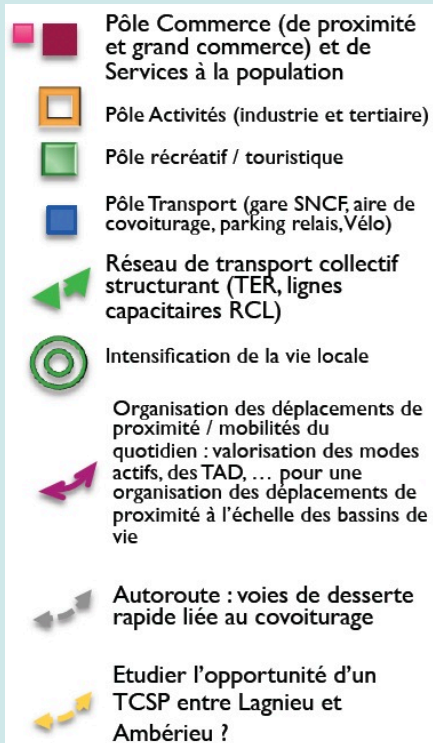 Pôle Commerce (de proximité
et grand commerce) et de
Services à la population
Pôle Activités (industrie et tertiaire)
Pôle récréatif / touristique
Pôle Transport (gare SNCF, aire de
covoiturage, parking relais, Vélo)
Réseau de transport collectif
structurant (TER, lignes
capacitaires RCL)
Intensification de la vie locale
Organisation des déplacements de
proximité / mobilités du
quotidien : valorisation des modes
actifs, des TAD, … pour une
organisation des déplacements de
proximité à l’échelle des bassins de
vie
Autoroute : voies de desserte
rapide liée au covoiturage
Etudier l’opportunité d’un
TCSP entre Lagnieu et
Ambérieu ?